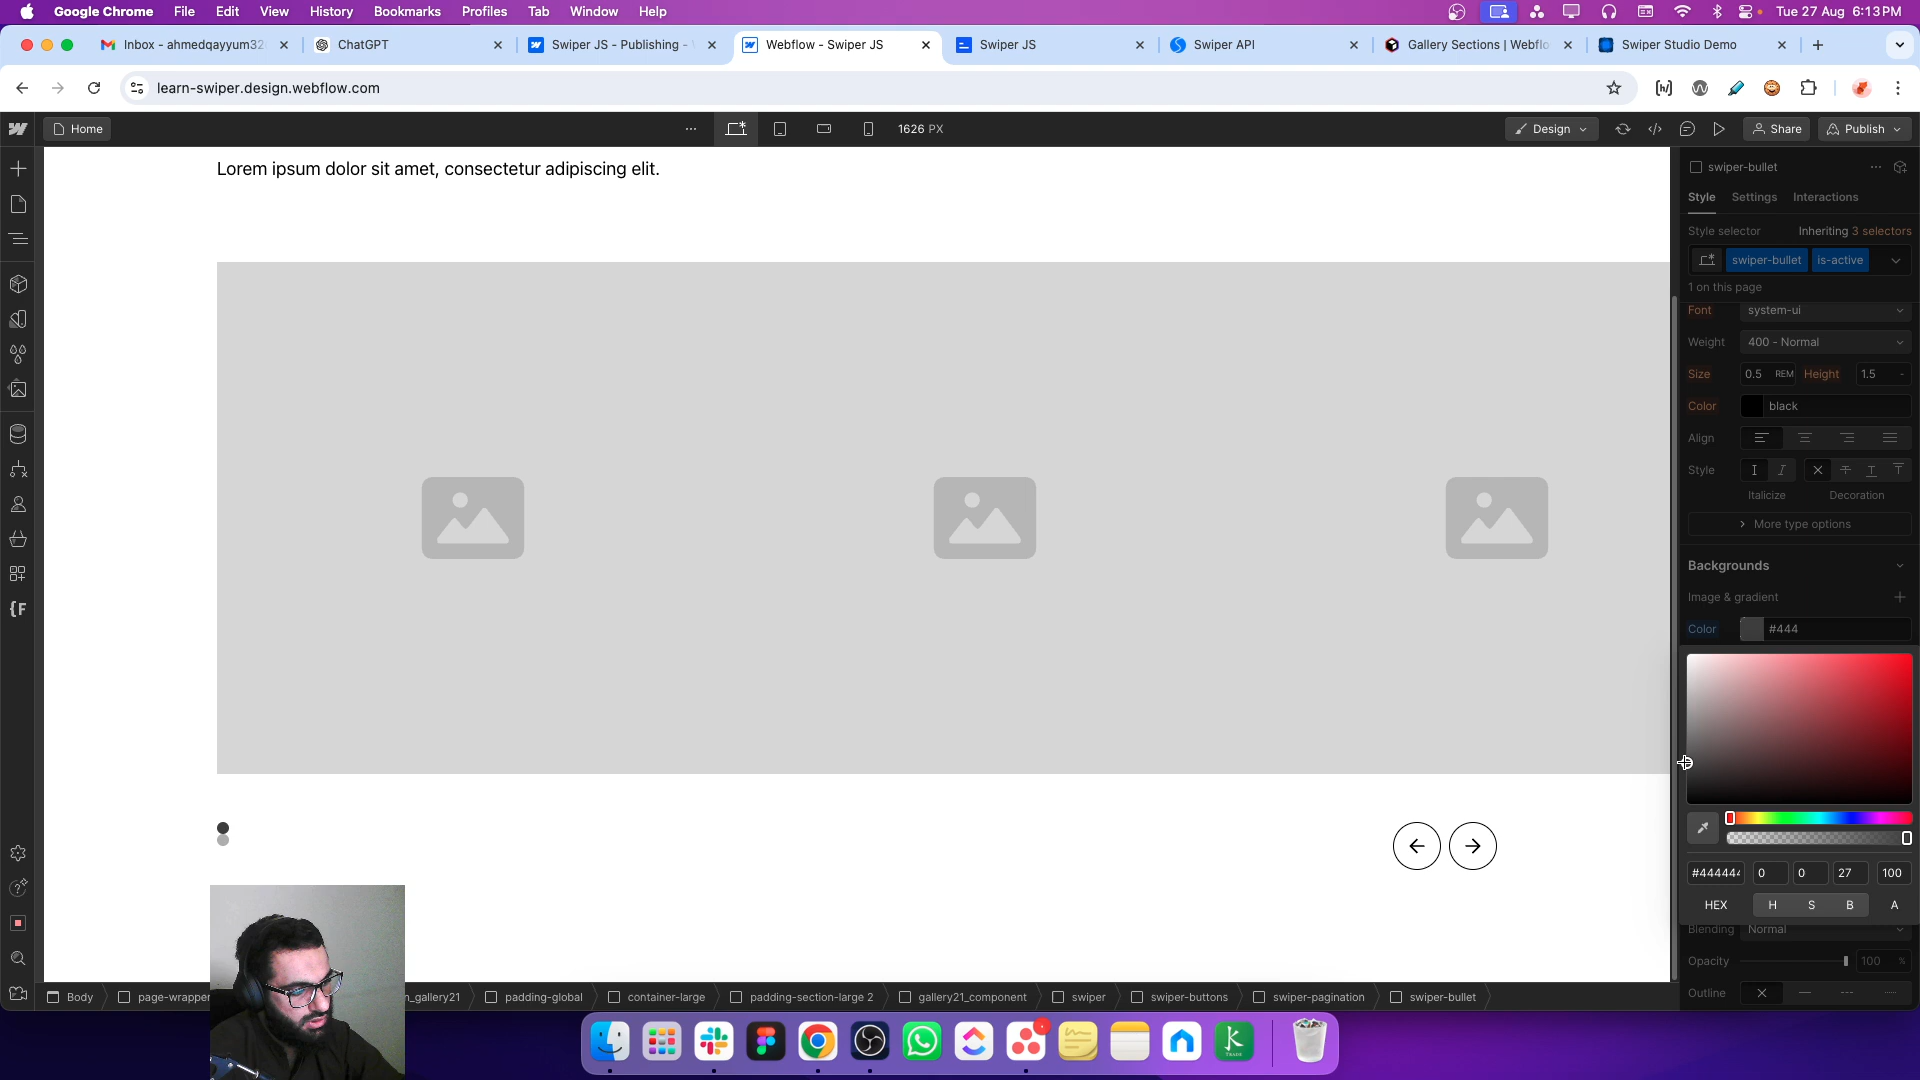 Google Chrome File Edit View History Bookmarks Profiles Tab Window Help Tue 27 Aug 6:13PM
Inbox - ahmedqayyum32 ChatGPT Swiper JS - Publishing - Webflow - Swiper JS Swiper JS Swiper API Gallery Sections | Webflo Swiper Studio Demo
learn-swiper.design.webflow.com
Home 1626 PX Design Share Publish
Lorem ipsum dolor sit amet, consectetur adipiscing elit.
swiper-bullet
Style Settings Interactions
Style selector Inheriting 3 selectors
swiper-bullet is-active
1 on this page
Font system-ui
Weight 400 - Normal
Size 0.5 REM Height 1.5 -
Color black
Align
Style
Italicize Decoration
More type options
Backgrounds
Image & gradient
Color #444
#444444 0 0 27 100
HEX H S B A
Blending Normal
Opacity 100 %
Outline
Body page-wrapper n_gallery21 padding-global container-large padding-section-large 2 gallery21_component swiper swiper-buttons swiper-pagination swiper-bullet
TRADE